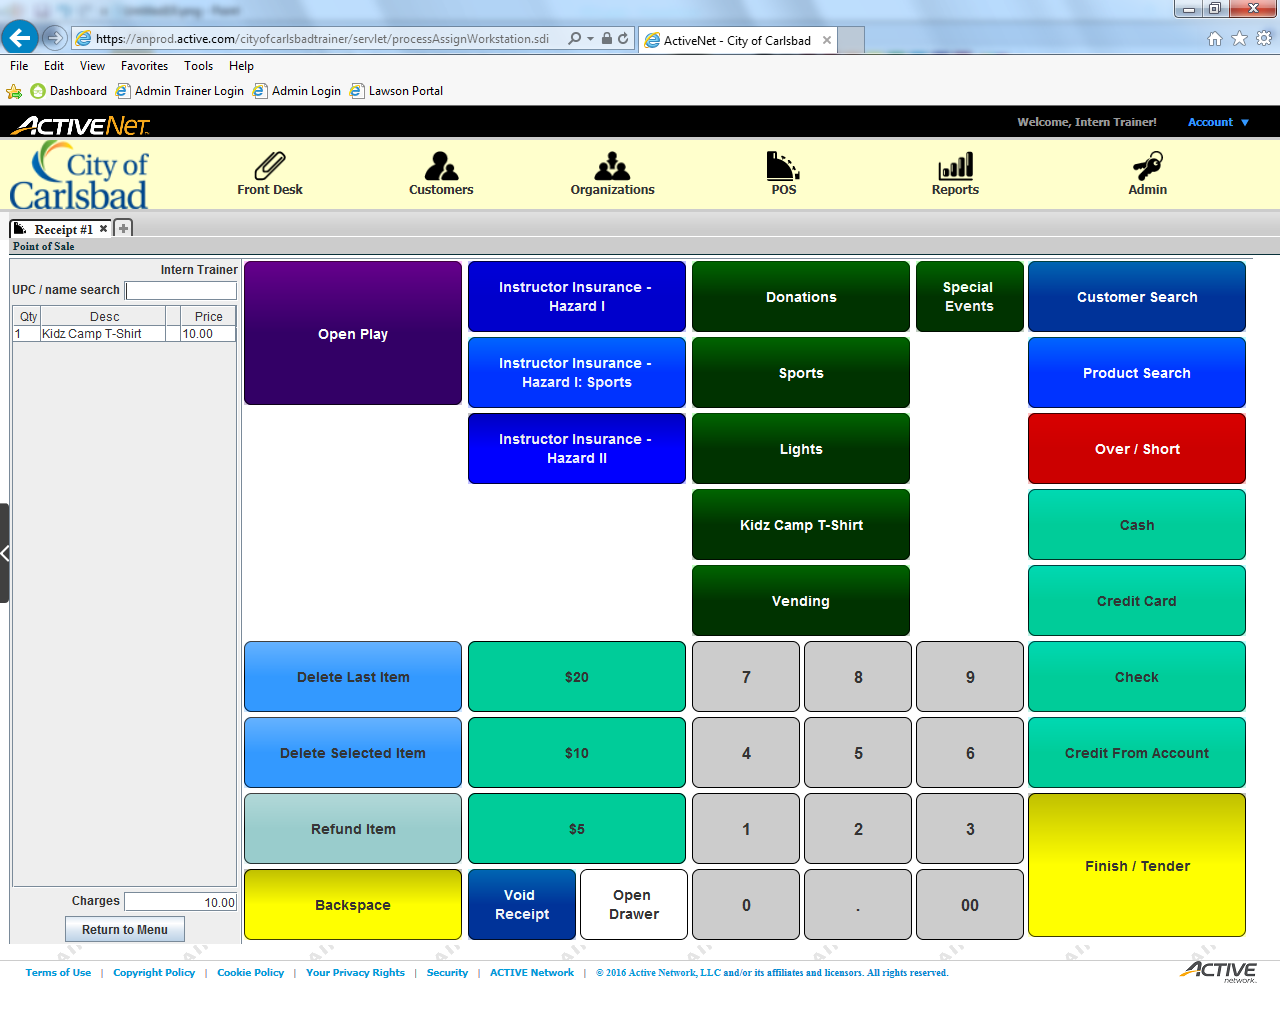 https://anprod.active.com/cityofcarlsbadtrainer/servlet/processAssignWorkstation.sdi
ActiveNet - City of Carlsbad
File Edit View Favorites Tools Help
Dashboard Admin Trainer Login Admin Login Lawson Portal
ACTIVENET
Welcome, Intern Trainer! Account
City of
Carlsbad
Front Desk Customers Organizations POS Reports Admin
Receipt #1
Point of Sale
Intern Trainer
UPC / name search
Qty Desc Price
1 Kidz Camp T-Shirt 10.00
Charges 10.00
Return to Menu
Open Play
Instructor Insurance -
Hazard I
Donations
Special
Events
Customer Search
Instructor Insurance -
Hazard I: Sports
Sports
Product Search
Instructor Insurance -
Hazard II
Lights
Over / Short
Kidz Camp T-Shirt
Cash
Vending
Credit Card
Delete Last Item $20 7 8 9 Check
Delete Selected Item $10 4 5 6 Credit From Account
Refund Item $5 1 2 3
Finish / Tender
Backspace
Void
Receipt
Open
Drawer
0 . 00
Terms of Use | Copyright Policy | Cookie Policy | Your Privacy Rights | Security | ACTIVE Network | © 2016 Active Network, LLC and/or its affiliates and licensors. All rights reserved.
ACTIVE
network